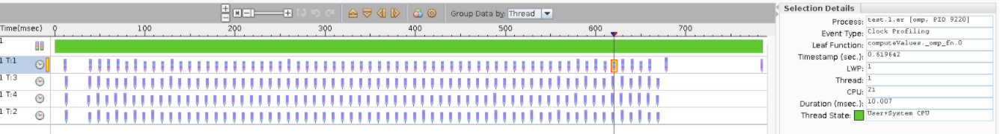 Selection Details
Group Data by: Thread
Process: test.1.er [omp, PID 9220]
Event Type: Clock Profiling
Leaf Function: computeValues._omp_fn.0
Timestamp (sec.): 0.619642
LWP: 1
Thread: 1
CPU: 21
Duration (msec.): 10.007
Thread State: User+System CPU
Time(msec) 0 100 200 300 400 500 600 700
1
1 T:1
1 T:3
1 T:4
1 T:2